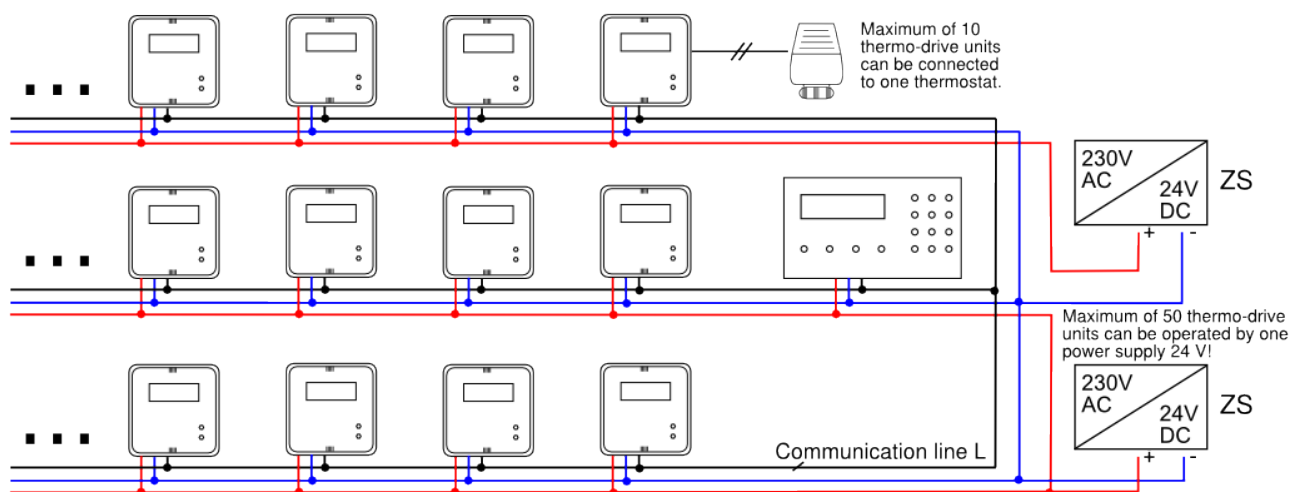 Maximum of 10
thermo-drive units
can be connected
to one thermostat.
230V
AC
24V
DC
ZS
+ -
Maximum of 50 thermo-drive
units can be operated by one
power supply 24 V!
230V
AC
24V
DC
ZS
+ -
Communication line L